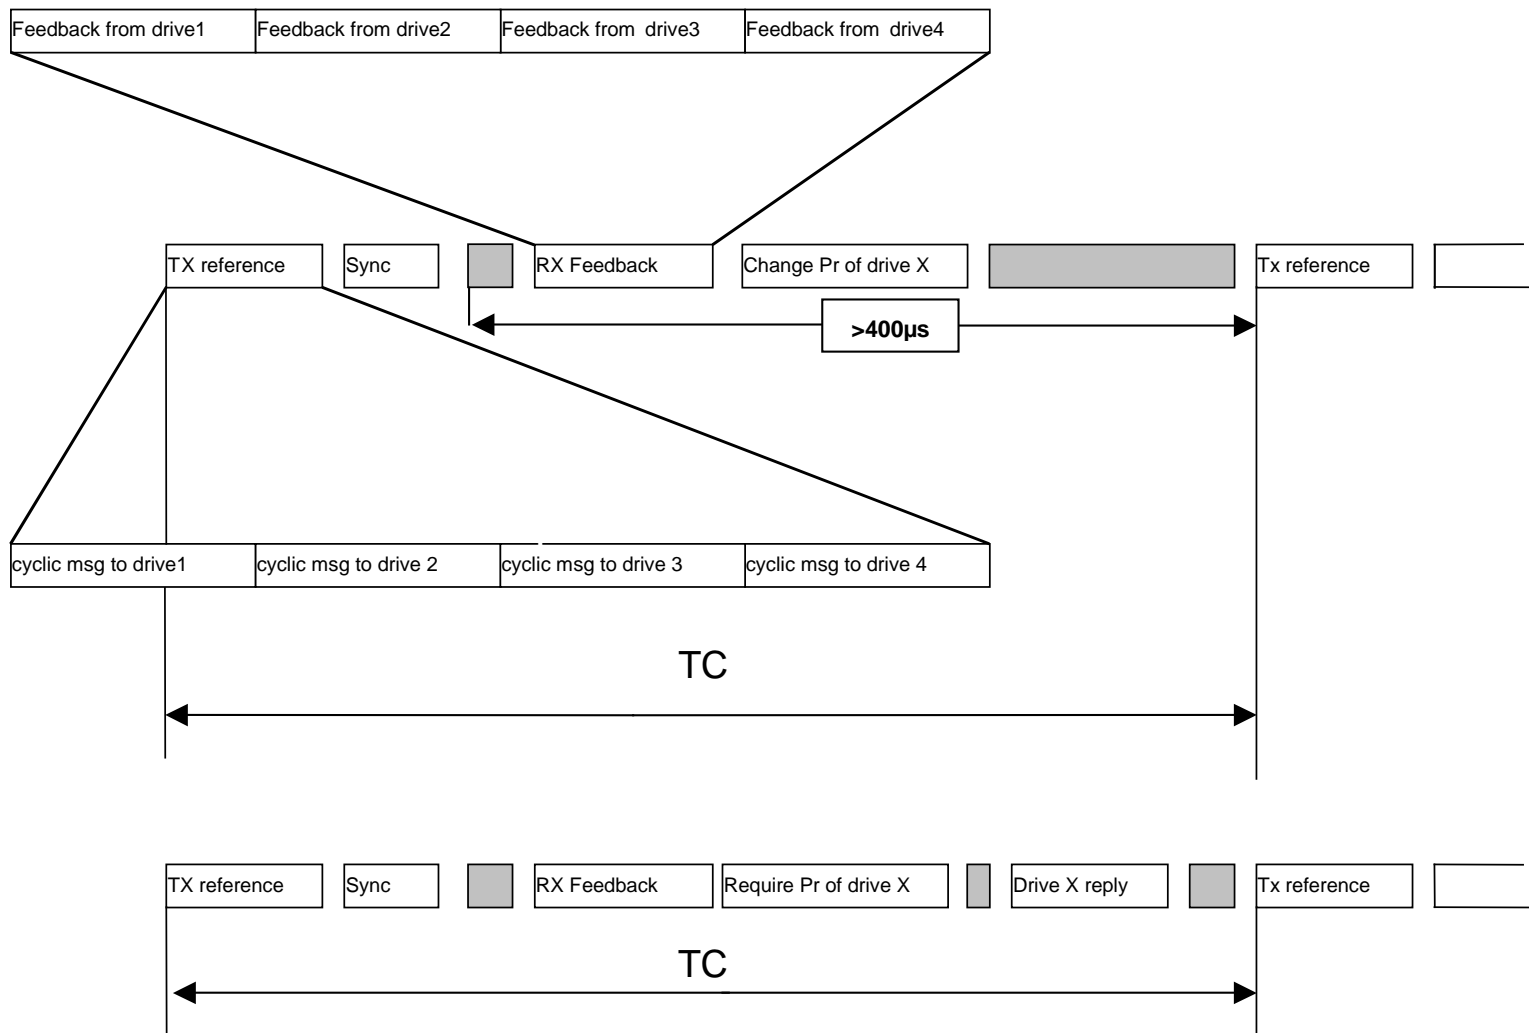 Feedback from drive1
Feedback from drive2
Feedback from drive3
Feedback from drive4
TX reference
Sync
RX Feedback
Change Pr of drive X
Tx reference
>400µs
cyclic msg to drive1
cyclic msg to drive 2
cyclic msg to drive 3
cyclic msg to drive 4
TC
TX reference
Sync
RX Feedback
Require Pr of drive X
Drive X reply
Tx reference
TC